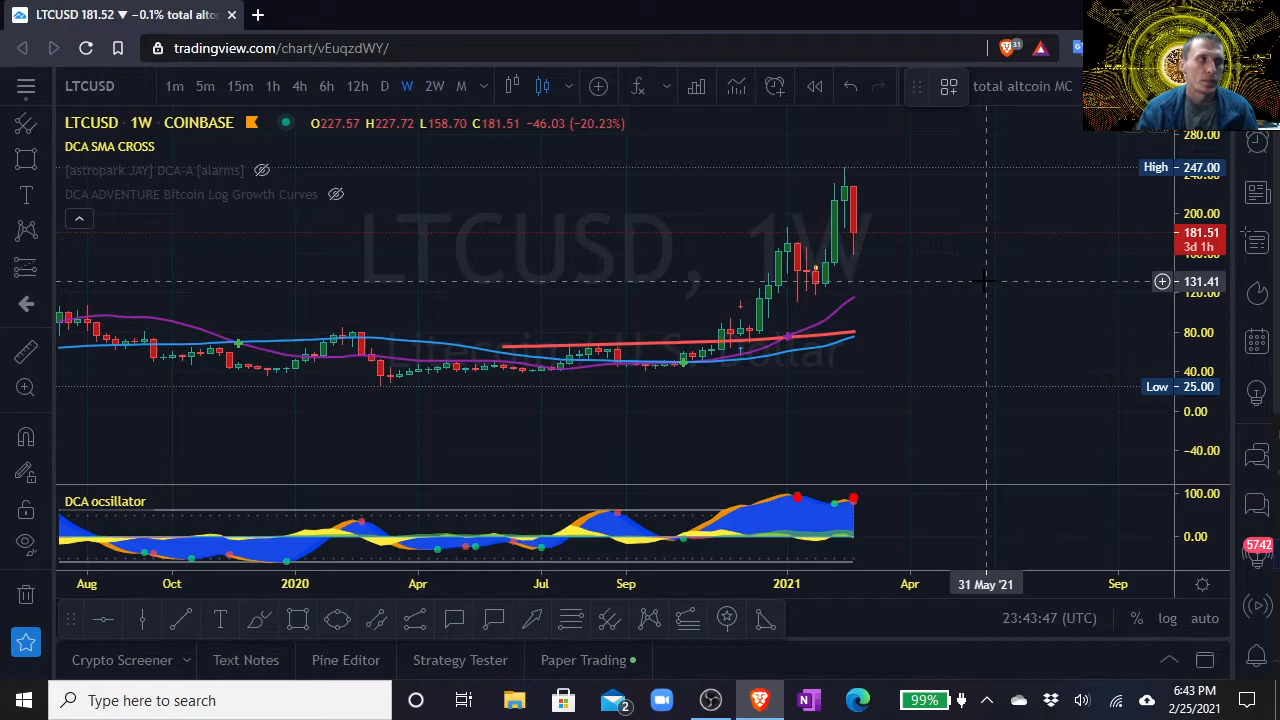 LTCUSD 181.52 ▼ −0.1% total altco
tradingview.com/chart/vEuqzdWY/
31
LTCUSD 1m 5m 15m 1h 4h 6h 12h D W 2W M total altcoin MC
LTCUSD · 1W · COINBASE O227.57 H227.72 L158.70 C181.51 −46.03 (−20.23%)
DCA SMA CROSS
[astropark JAY] DCA-A [alarms]
DCA ADVENTURE Bitcoin Log Growth Curves
LTCUSD, 1W
Litecoin / U.S. Dollar
280.00
High 247.00
200.00
181.51
3d 1h
160.00
131.41
120.00
80.00
40.00
Low 25.00
0.00
−40.00
DCA ocsillator
100.00
0.00
5742
Aug Oct 2020 Apr Jul Sep 2021 Apr 31 May '21 Sep
23:43:47 (UTC) % log auto
Crypto Screener Text Notes Pine Editor Strategy Tester Paper Trading
Type here to search
2
99%
6:43 PM
2/25/2021